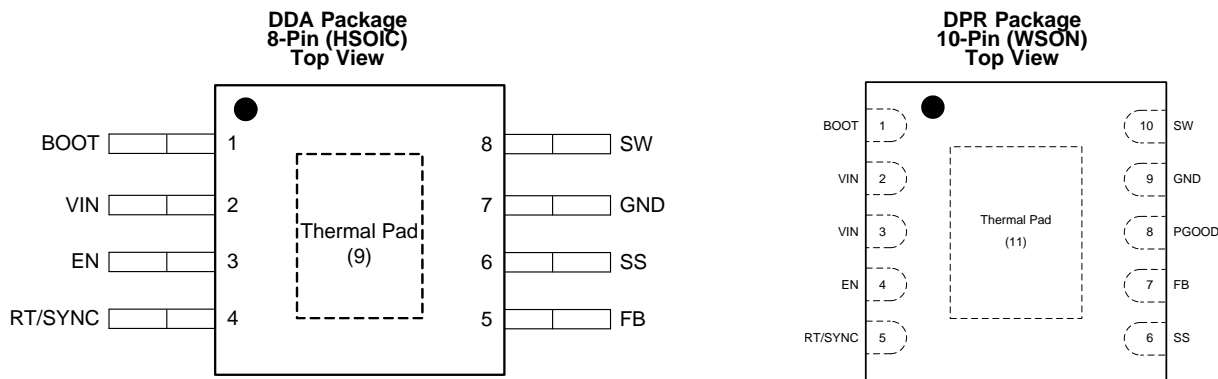 DDA Package
8-Pin (HSOIC)
Top View
BOOT 1 8 SW
VIN 2 7 GND
Thermal Pad
(9)
EN 3 6 SS
RT/SYNC 4 5 FB
DPR Package
10-Pin (WSON)
Top View
BOOT 1 10 SW
VIN 2 9 GND
VIN 3 Thermal Pad 8 PGOOD
(11)
EN 4 7 FB
RT/SYNC 5 6 SS